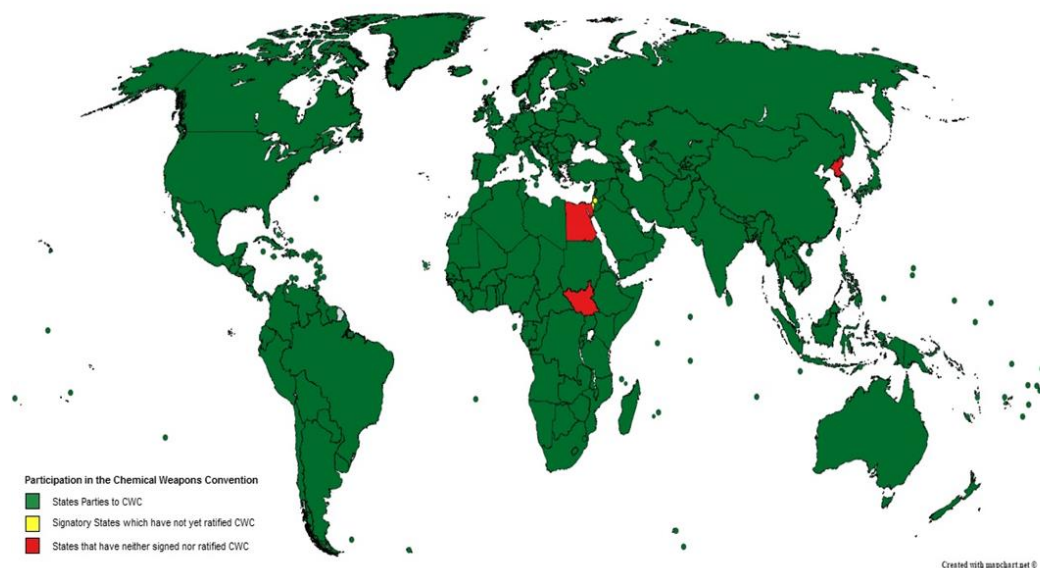 Participation in the Chemical Weapons Convention
States Parties to CWC
Signatory States which have not yet ratified CWC
States that have neither signed nor ratified CWC
Created with mapchart.net ©